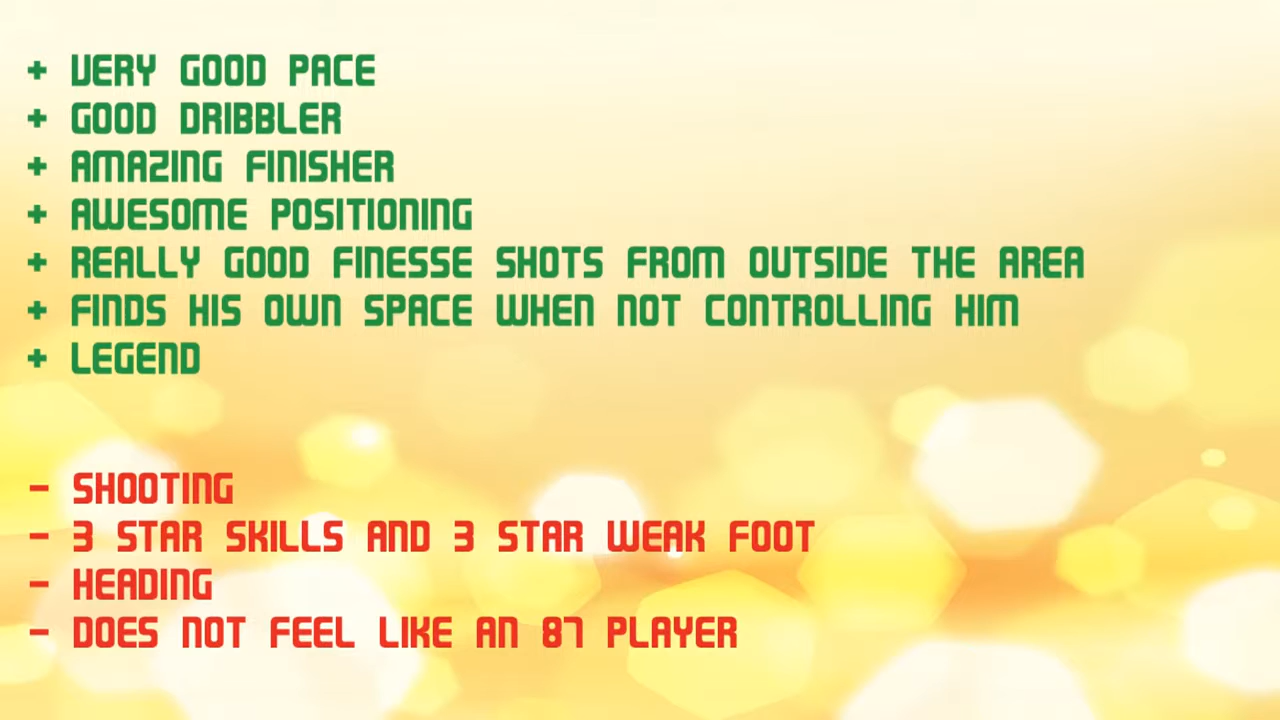 + VERY GOOD PACE
+ GOOD DRIBBLER
+ AMAZING FINISHER
+ AWESOME POSITIONING
+ REALLY GOOD FINESSE SHOTS FROM OUTSIDE THE AREA
+ FINDS HIS OWN SPACE WHEN NOT CONTROLLING HIM
+ LEGEND
- SHOOTING
- 3 STAR SKILLS AND 3 STAR WEAK FOOT
- HEADING
- DOES NOT FEEL LIKE AN 87 PLAYER